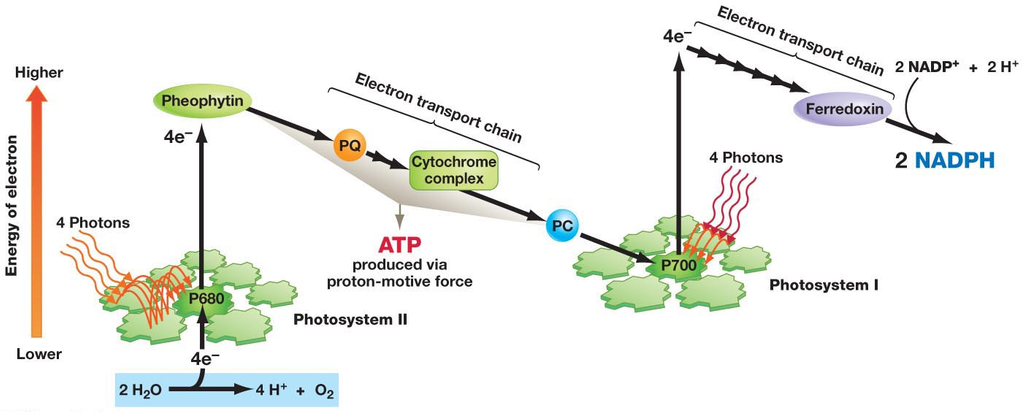 Higher
Energy of electron
Lower
4 Photons
Pheophytin
4e⁻
P680
Photosystem II
4e⁻
2 H₂O
4 H⁺ + O₂
Electron transport chain
PQ
Cytochrome
complex
ATP
produced via
proton-motive force
PC
4e⁻
Electron transport chain
Ferredoxin
2 NADP⁺ + 2 H⁺
2 NADPH
4 Photons
P700
Photosystem I